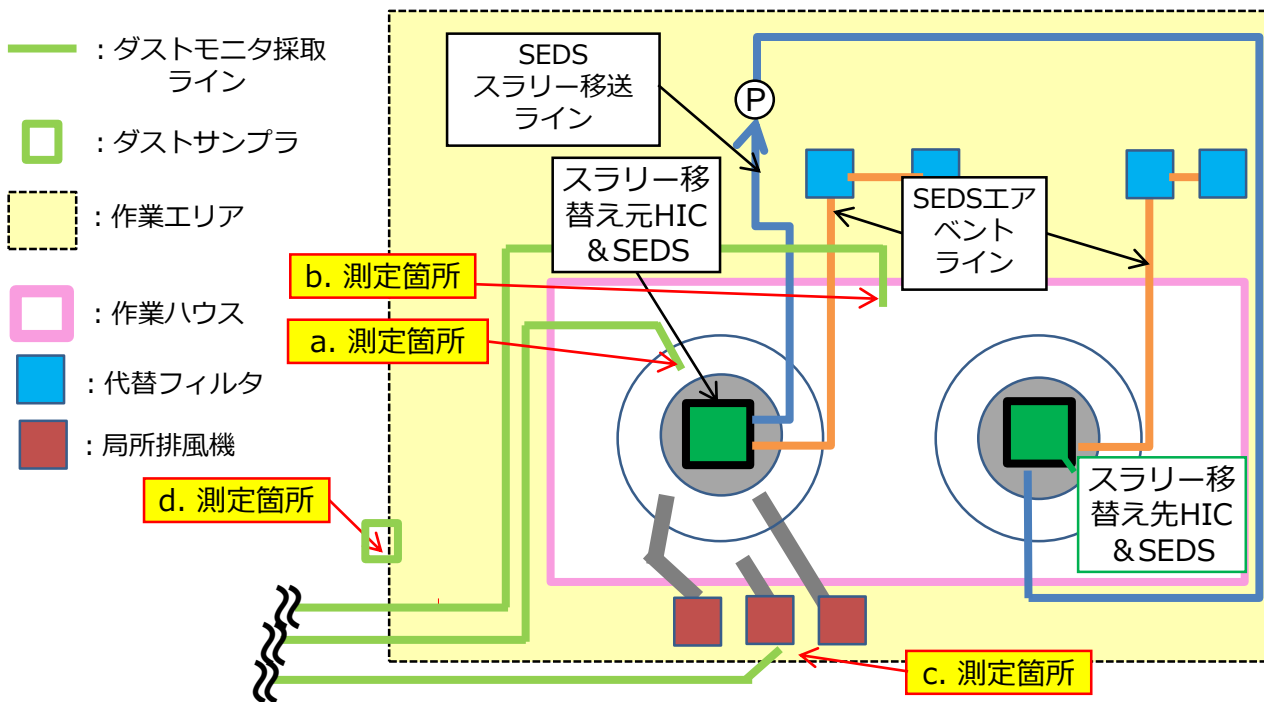 ：ダストモニタ採取
ライン
：ダストサンプラ
：作業エリア
：作業ハウス
：代替フィルタ
：局所排風機
SEDS
スラリー移送
ライン
P
スラリー移
替え元HIC
＆SEDS
SEDSエア
ベント
ライン
b. 測定箇所
a. 測定箇所
d. 測定箇所
スラリー移
替え先HIC
＆SEDS
c. 測定箇所